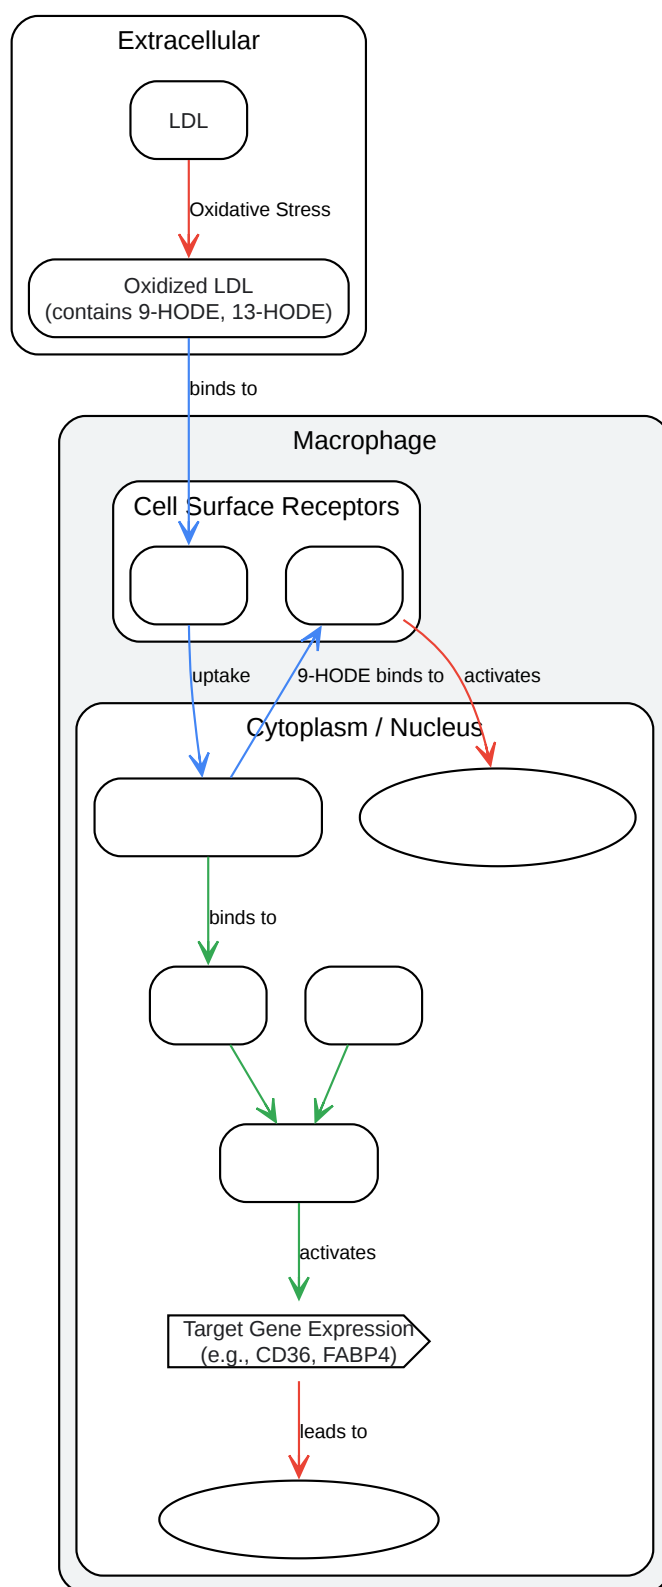 Extracellular
LDL
Oxidative Stress
Oxidized LDL
(contains 9-HODE, 13-HODE)
binds to
Macrophage
Cell Surface Receptors
uptake
9-HODE binds to
activates
Cytoplasm / Nucleus
binds to
activates
Target Gene Expression
(e.g., CD36, FABP4)
leads to